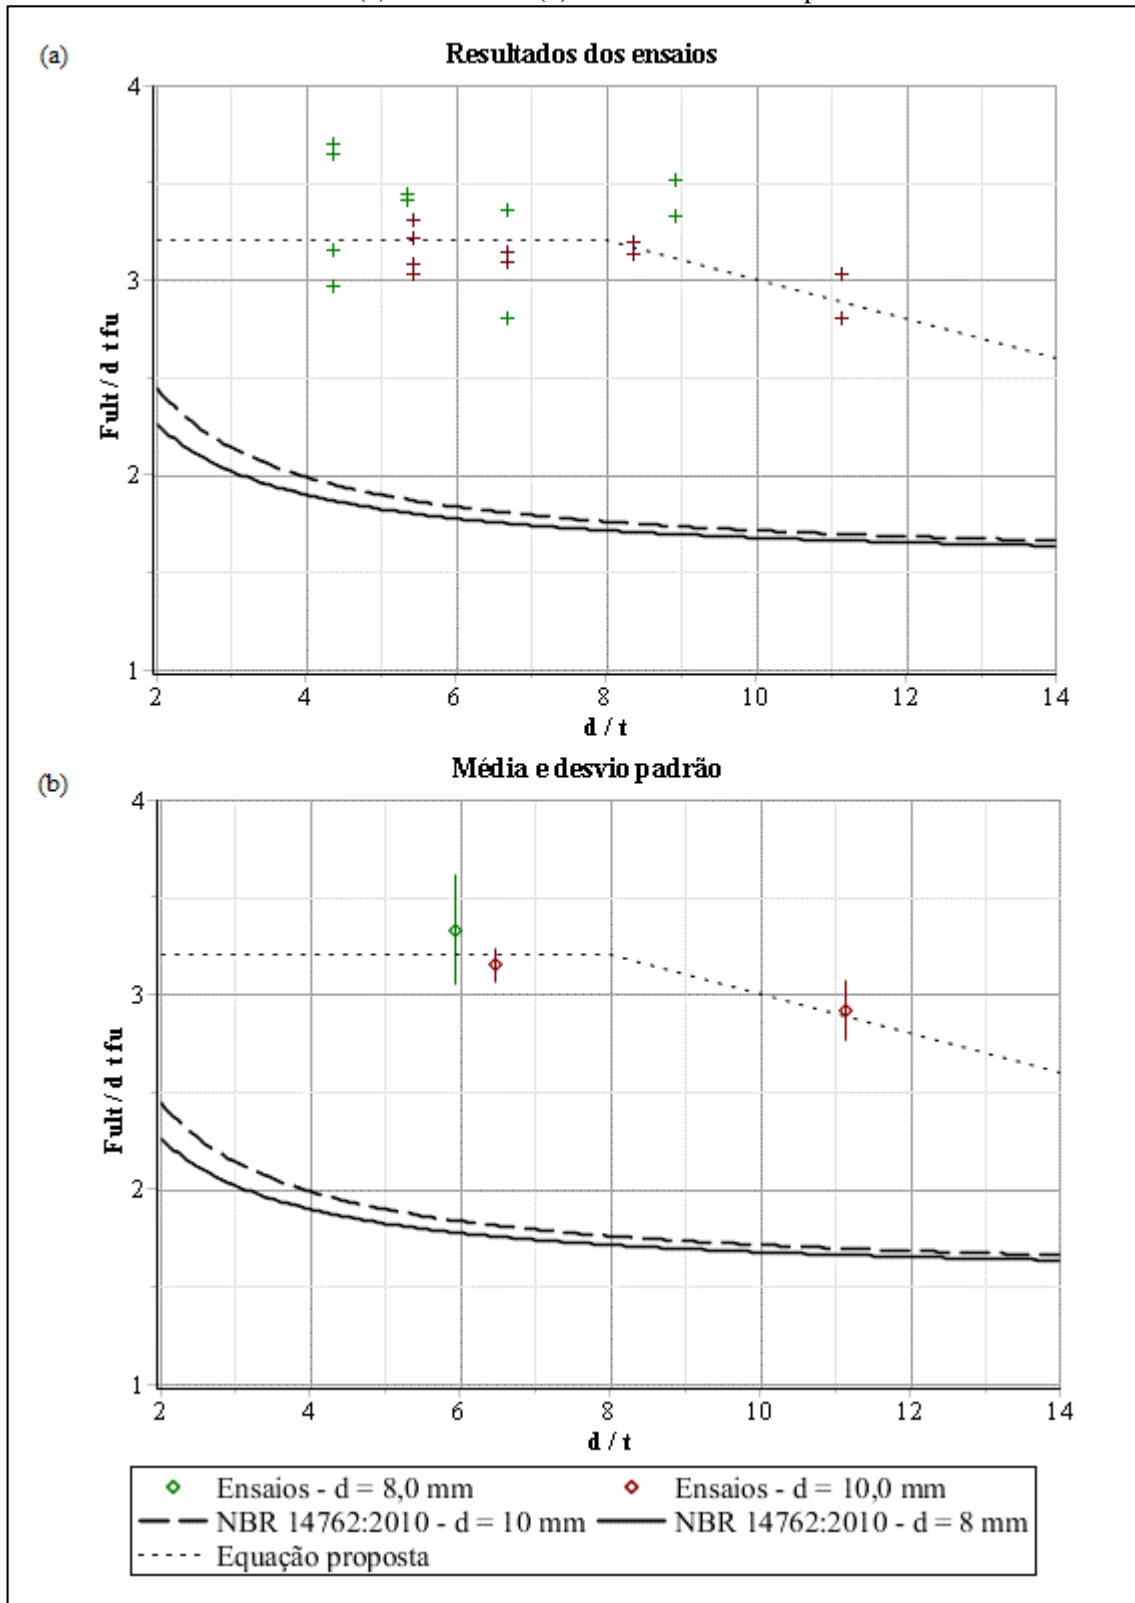 (a)
Resultados dos ensaios
4
3
2
1
Fult / d t fu
2 4 6 8 10 12 14
d / t
(b)
Média e desvio padrão
4
3
2
1
Fult / d t fu
2 4 6 8 10 12 14
d / t
Ensaios - d = 8,0 mm Ensaios - d = 10,0 mm
NBR 14762:2010 - d = 10 mm NBR 14762:2010 - d = 8 mm
Equação proposta